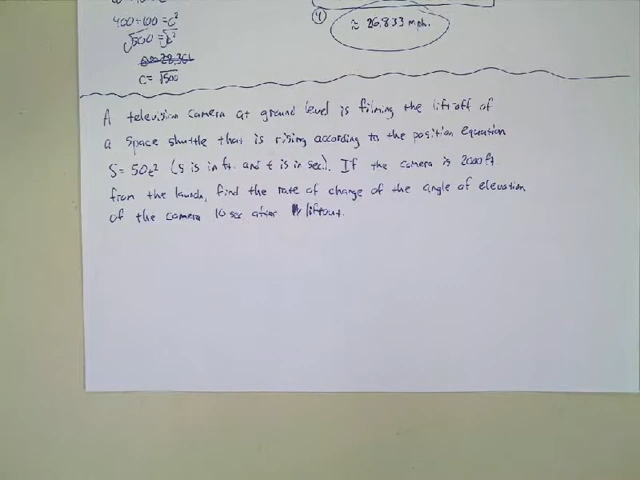 400+100 = c²
√500 = √c²
c = √500
④
≈ 26.833 mph.
A television camera at ground level is filming the liftoff of
a space shuttle that is rising according to the position equation
S = 50t² (S is in ft. and t is in sec.). If the camera is 2000ft.
from the launch, find the rate of change of the angle of elevation
of the camera 10 sec after liftout.